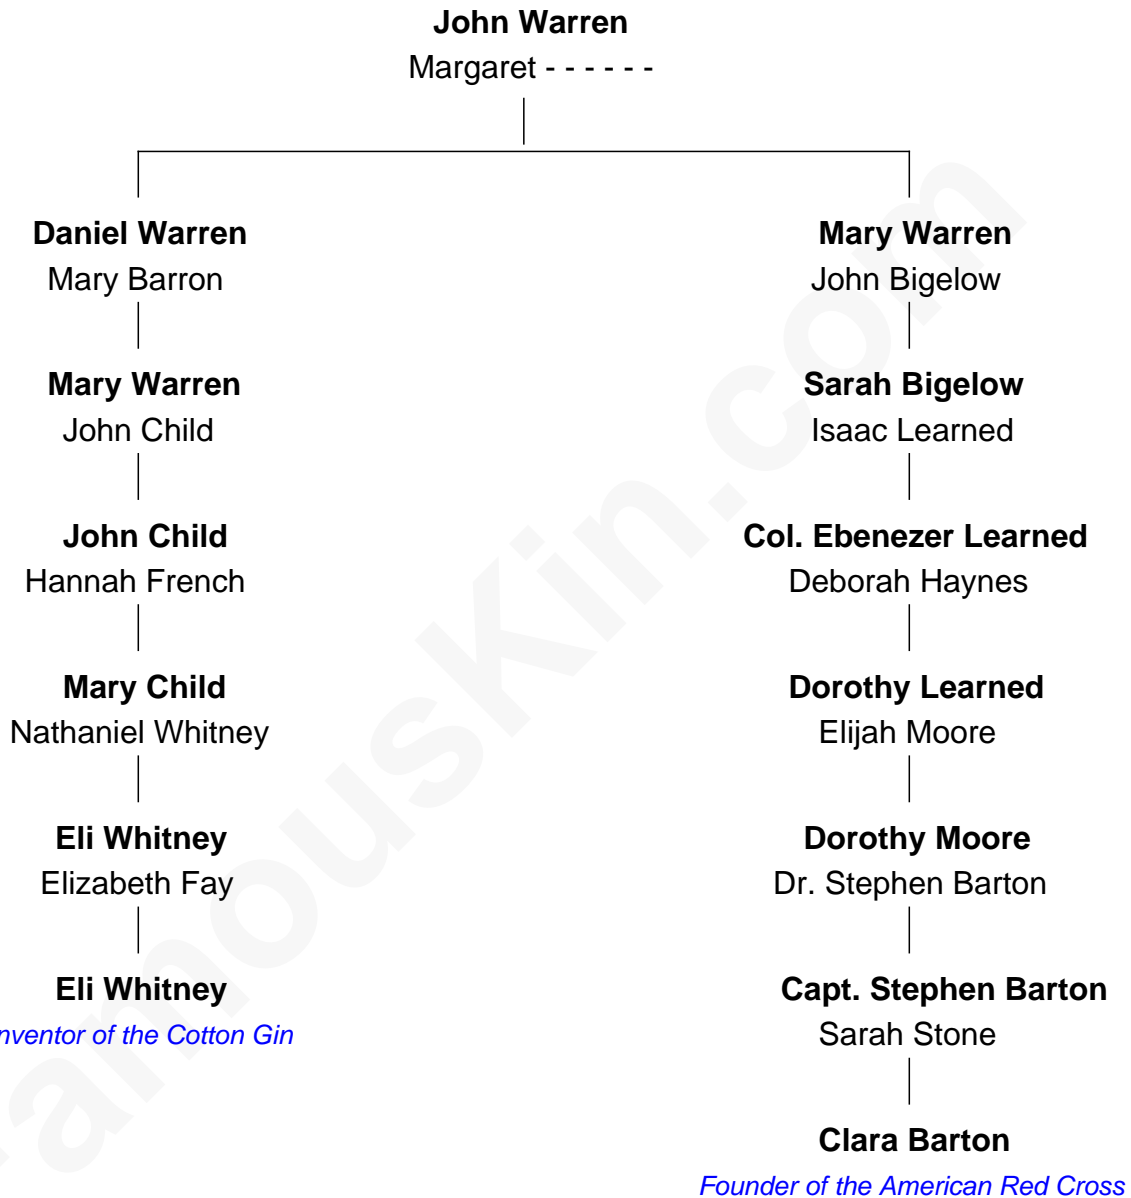 John Warren
Margaret - - - - - -
Daniel Warren
Mary Barron
Mary Warren
John Child
John Child
Hannah French
Mary Child
Nathaniel Whitney
Eli Whitney
Elizabeth Fay
Eli Whitney
nventor of the Cotton Gin
Mary Warren
John Bigelow
Sarah Bigelow
Isaac Learned
Col. Ebenezer Learned
Deborah Haynes
Dorothy Learned
Elijah Moore
Dorothy Moore
Dr. Stephen Barton
Capt. Stephen Barton
Sarah Stone
Clara Barton
Founder of the American Red Cross
famouskin.com